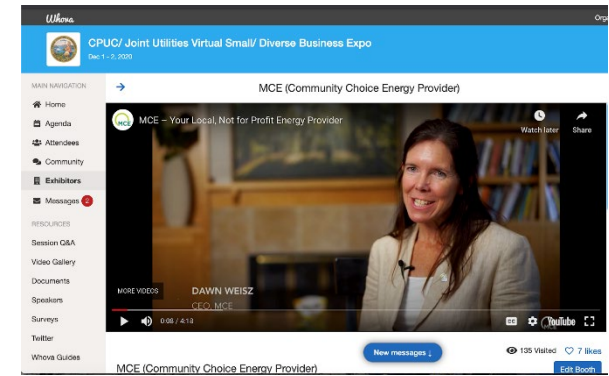 Whova
Orga
CPUC/ Joint Utilities Virtual Small/ Diverse Business Expo
Dec 1 - 2, 2020
MAIN NAVIGATION
Home
Agenda
Attendees
Community
Exhibitors
Messages 2
RESOURCES
Session Q&A
Video Gallery
Documents
Speakers
Surveys
Twitter
Whova Guides
MCE (Community Choice Energy Provider)
MCE
MCE – Your Local, Not for Profit Energy Provider
Watch later
Share
MORE VIDEOS
DAWN WEISZ
CEO, MCE
0:08 / 4:13
CC
YouTube
New messages ↓
135 Visited
7 likes
MCE (Community Choice Energy Provider)
Edit Booth